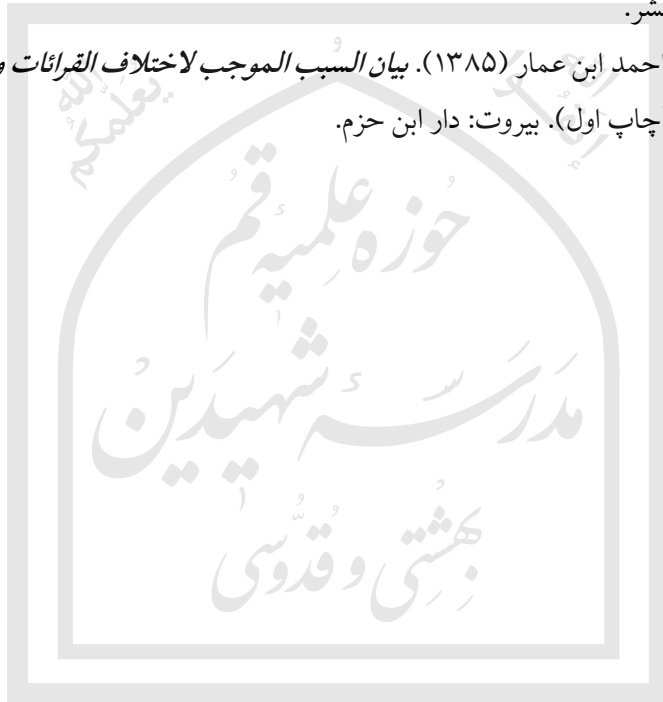 نشر.
احمد ابن عمار (۱۳۸۵). بیان السبب الموجب لاختلاف القرائات و
چاپ اول). بیروت: دار ابن حزم.
حوزه علمیه قم
مدرسه شهیدین
بهشتی و قدوسی